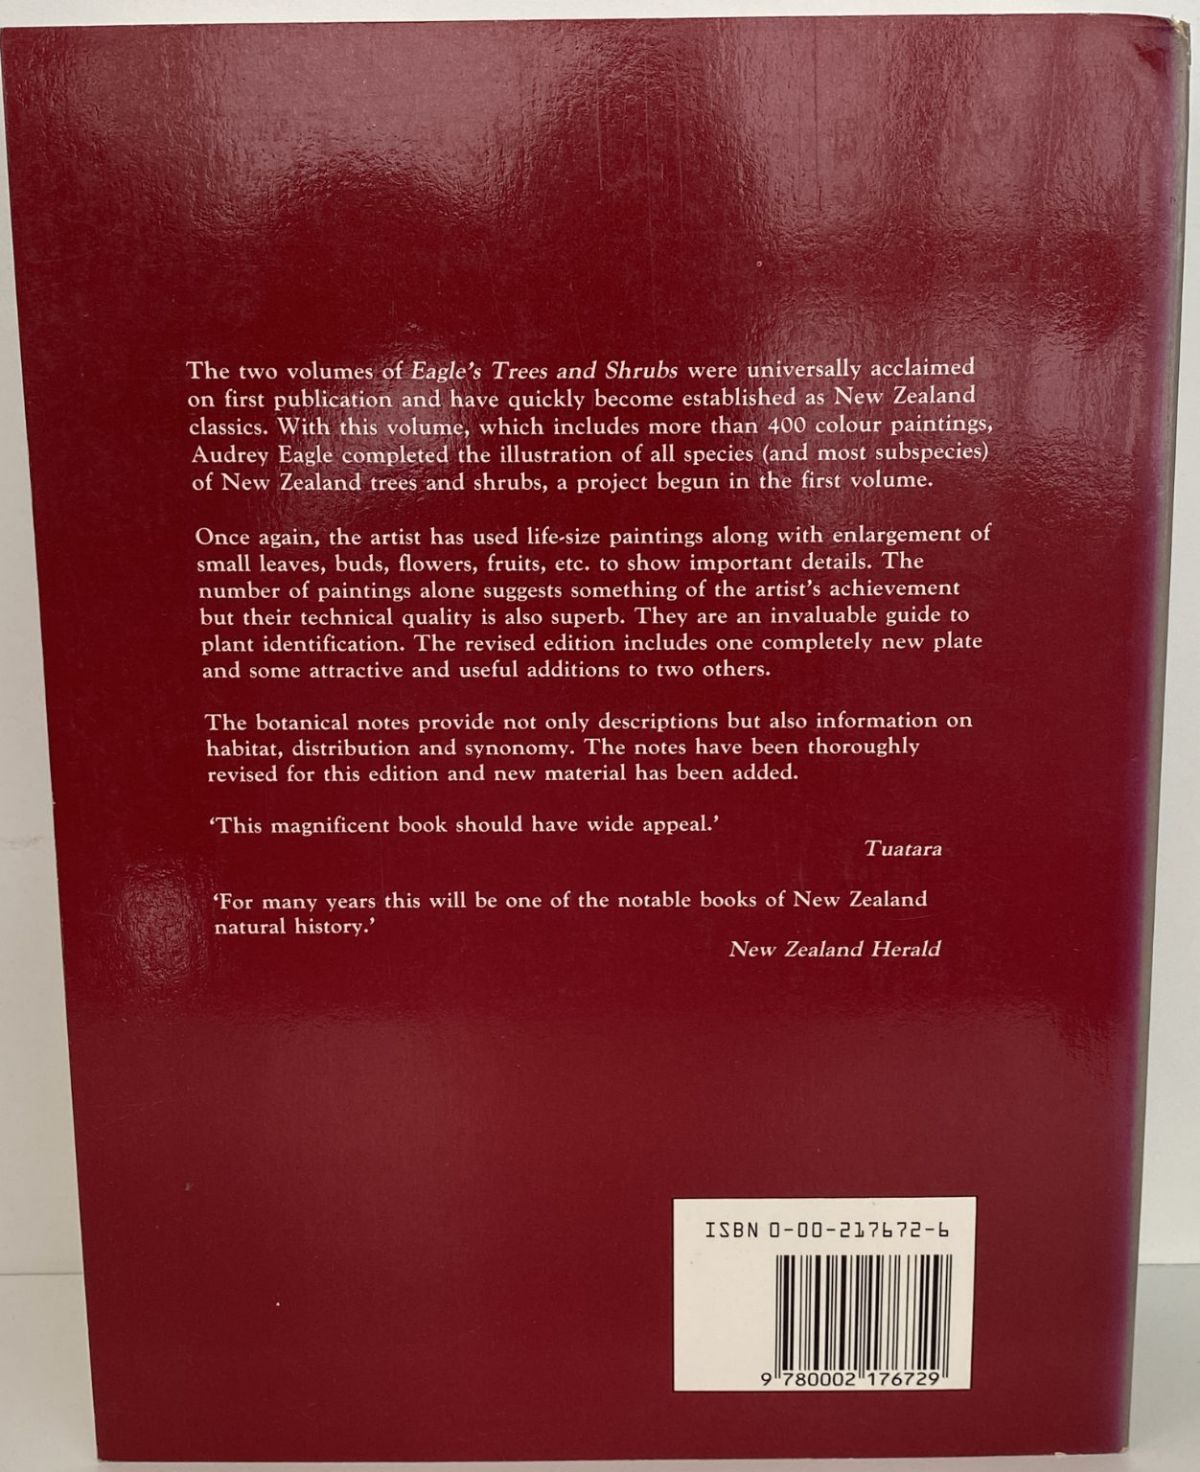 The two volumes of Eagle's Trees and Shrubs were universally acclaimed
on first publication and have quickly become established as New Zealand
classics. With this volume, which includes more than 400 colour paintings,
Audrey Eagle completed the illustration of all species (and most subspecies)
of New Zealand trees and shrubs, a project begun in the first volume.
Once again, the artist has used life-size paintings along with enlargement of
small leaves, buds, flowers, fruits, etc. to show important details. The
number of paintings alone suggests something of the artist's achievement
but their technical quality is also superb. They are an invaluable guide to
plant identification. The revised edition includes one completely new plate
and some attractive and useful additions to two others.
The botanical notes provide not only descriptions but also information on
habitat, distribution and synonomy. The notes have been thoroughly
revised for this edition and new material has been added.
'This magnificent book should have wide appeal.'
Tuatara
'For many years this will be one of the notable books of New Zealand
natural history.'
New Zealand Herald
ISBN 0-00-217672-6
9 780002 176729